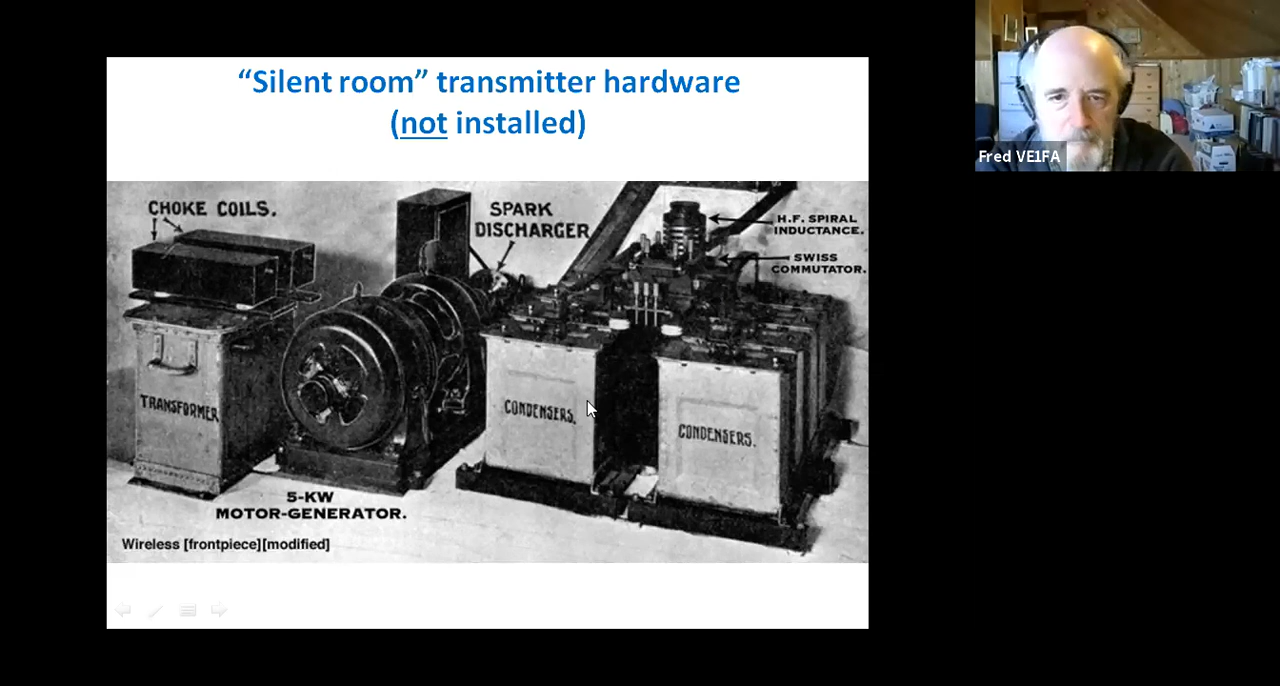 “Silent room” transmitter hardware
(not installed)
Fred VE1FA
CHOKE COILS.
SPARK
DISCHARGER
H.F. SPIRAL
INDUCTANCE.
SWISS
COMMUTATOR.
TRANSFORMER
CONDENSERS.
CONDENSERS.
5-KW
MOTOR-GENERATOR.
Wireless [frontpiece][modified]